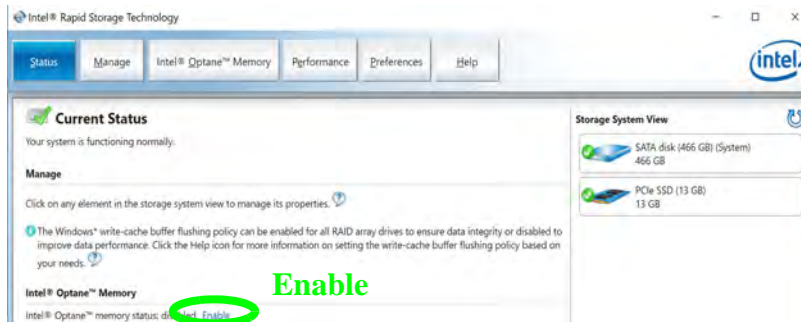 Intel® Rapid Storage Technology
Status
Manage
Intel® Optane™ Memory
Performance
Preferences
Help
intel
Current Status
Your system is functioning normally.
Manage
Click on any element in the storage system view to manage its properties.
The Windows* write-cache buffer flushing policy can be enabled for all RAID array drives to ensure data integrity or disabled to
improve data performance. Click the Help icon for more information on setting the write-cache buffer flushing policy based on
your needs.
Enable
Intel® Optane™ Memory
Intel® Optane™ memory status: disabled Enable
Storage System View
SATA disk (466 GB) (System)
466 GB
PCIe SSD (13 GB)
13 GB